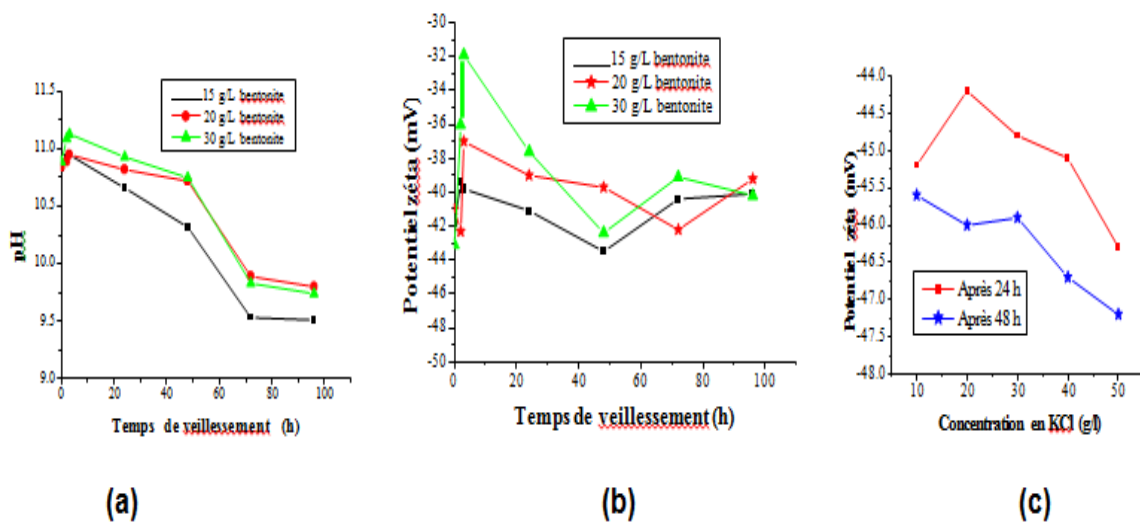 11.5
11.0
10.5
10.0
9.5
9.0
0
20
40
60
80
100
pH
Temps de veillessement (h)
15 g/L bentonite
20 g/L bentonite
30 g/L bentonite
(a)
-30
-32
-34
-36
-38
-40
-42
-44
-46
-48
-50
0
20
40
60
80
100
Potentiel zéta (mV)
Temps de veillessement (h)
15 g/L bentonite
20 g/L bentonite
30 g/L bentonite
(b)
-44.0
-44.5
-45.0
-45.5
-46.0
-46.5
-47.0
-47.5
-48.0
10
20
30
40
50
Potentiel zéta (mV)
Concentration en KCl (g/l)
Après 24 h
Après 48 h
(c)